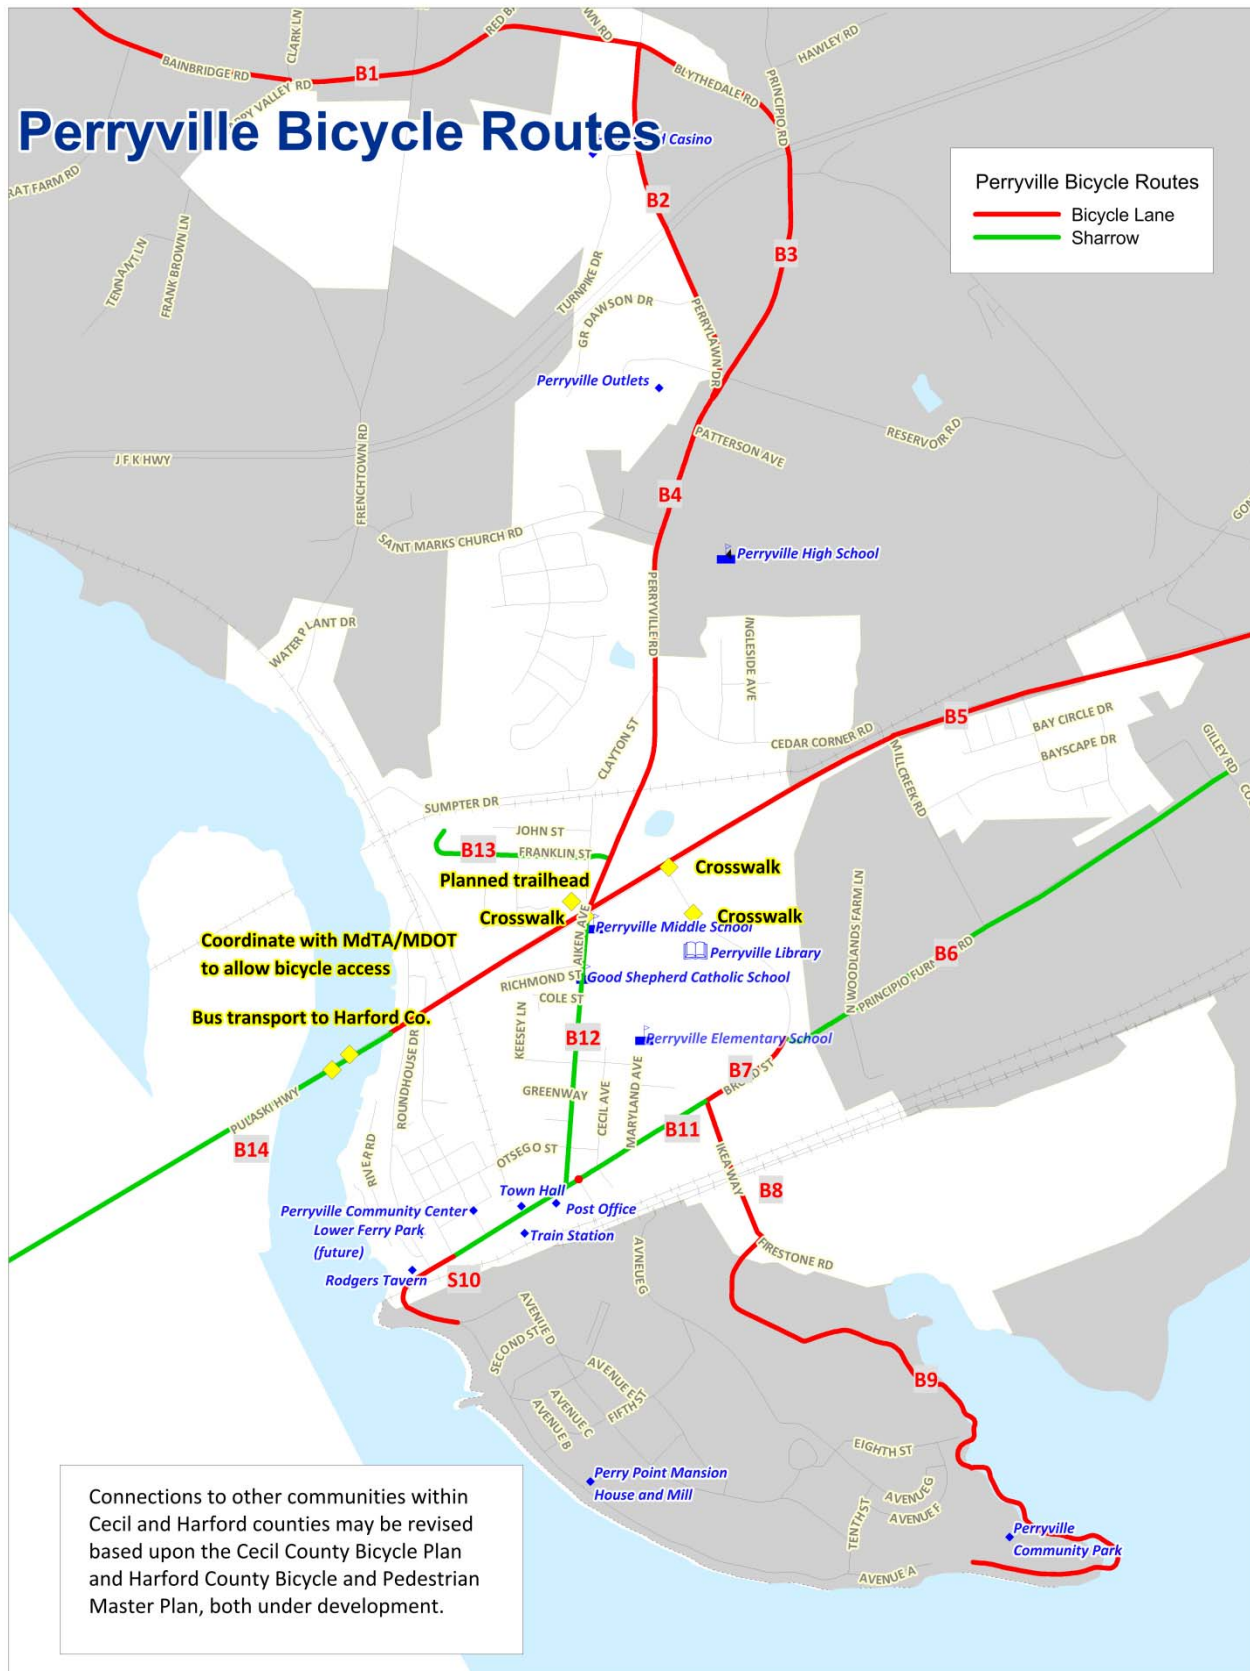 Perryville Bicycle Routes
BAINBRIDGE RD
CLARK LN
B1
BLYTHEDALE RD
PRINCIPIO RD
HAWLEY RD
VALLEY RD
Casino
Perryville Bicycle Routes
Bicycle Lane
Sharrow
FARM RD
TENNANT LN
FRANK BROWN LN
B2
B3
TURNPIKE DR
GR DAWSON DR
PERRYLAWN DR
Perryville Outlets
RESERVOIR RD
PATTERSON AVE
J F K HWY
FRENCHTOWN RD
B4
SAINT MARKS CHURCH RD
Perryville High School
PERRYVILLE RD
WATER PLANT DR
INGLESIDE AVE
B5
BAY CIRCLE DR
BAYSCAPE DR
GILLEY RD
CEDAR CORNER RD
MILLCREEK RD
CLAYTON ST
SUMPTER DR
JOHN ST
B13
FRANKLIN ST
Planned trailhead
Crosswalk
Crosswalk
Crosswalk
AIKEN AVE
Perryville Middle School
Perryville Library
Coordinate with MdTA/MDOT
to allow bicycle access
Bus transport to Harford Co.
RICHMOND ST
Good Shepherd Catholic School
COLE ST
KEESEY LN
B12
Perryville Elementary School
N WOODLANDS FARM LN
B6
B7
ROUNDHOUSE DR
GREENWAY
CECIL AVE
MARYLAND AVE
B11
PULASKI HWY
B14
RIVER RD
OTSEGO ST
IKEA WAY
B8
Town Hall
Post Office
Train Station
Perryville Community Center
Lower Ferry Park
(future)
Rodgers Tavern
S10
FIRESTONE RD
AVNEUE G
AVENUE D
SECOND ST
AVENUE E
FIFTH ST
AVENUE C
AVENUE B
B9
EIGHTH ST
AVENUE G
AVENUE F
TENTH ST
AVENUE A
Perry Point Mansion
House and Mill
Perryville
Community Park
Connections to other communities within
Cecil and Harford counties may be revised
based upon the Cecil County Bicycle Plan
and Harford County Bicycle and Pedestrian
Master Plan, both under development.